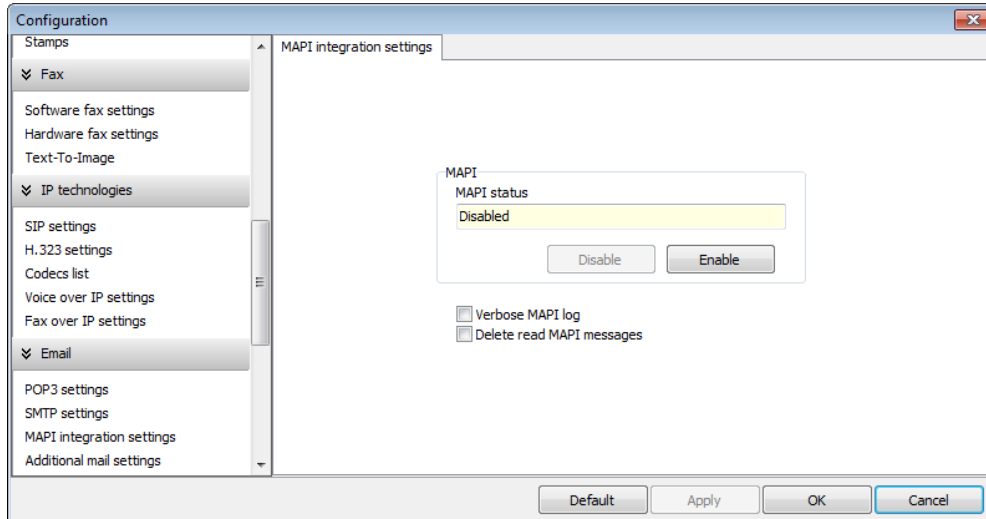 Configuration
Stamps
Fax
Software fax settings
Hardware fax settings
Text-To-Image
IP technologies
SIP settings
H.323 settings
Codecs list
Voice over IP settings
Fax over IP settings
Email
POP3 settings
SMTP settings
MAPI integration settings
Additional mail settings
MAPI integration settings
MAPI
MAPI status
Disabled
Disable Enable
Verbose MAPI log
Delete read MAPI messages
Default Apply OK Cancel